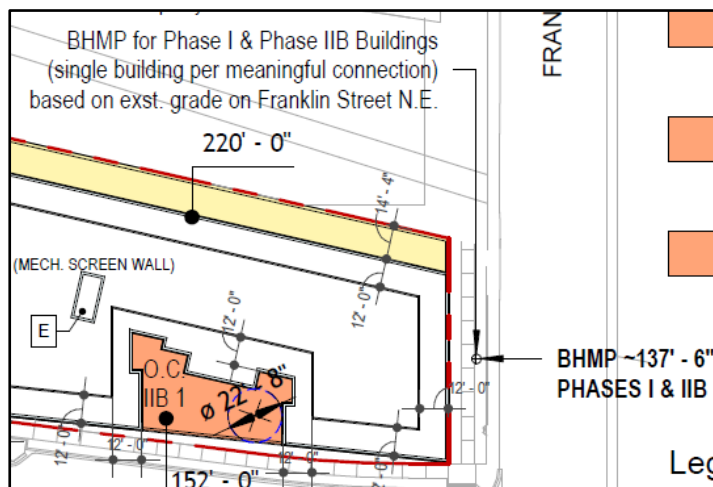 BHMP for Phase I & Phase IIB Buildings
(single building per meaningful connection)
based on exst. grade on Franklin Street N.E.
FRAN
220' - 0"
14' - 4"
(MECH. SCREEN WALL)
12' - 0"
12' - 0"
E
O.C.
IIB 1
ø 22' - 8"
BHMP ~137' - 6"
PHASES I & IIB
12' - 0"
12' - 0"
12' - 0"
152' - 0"
Leg